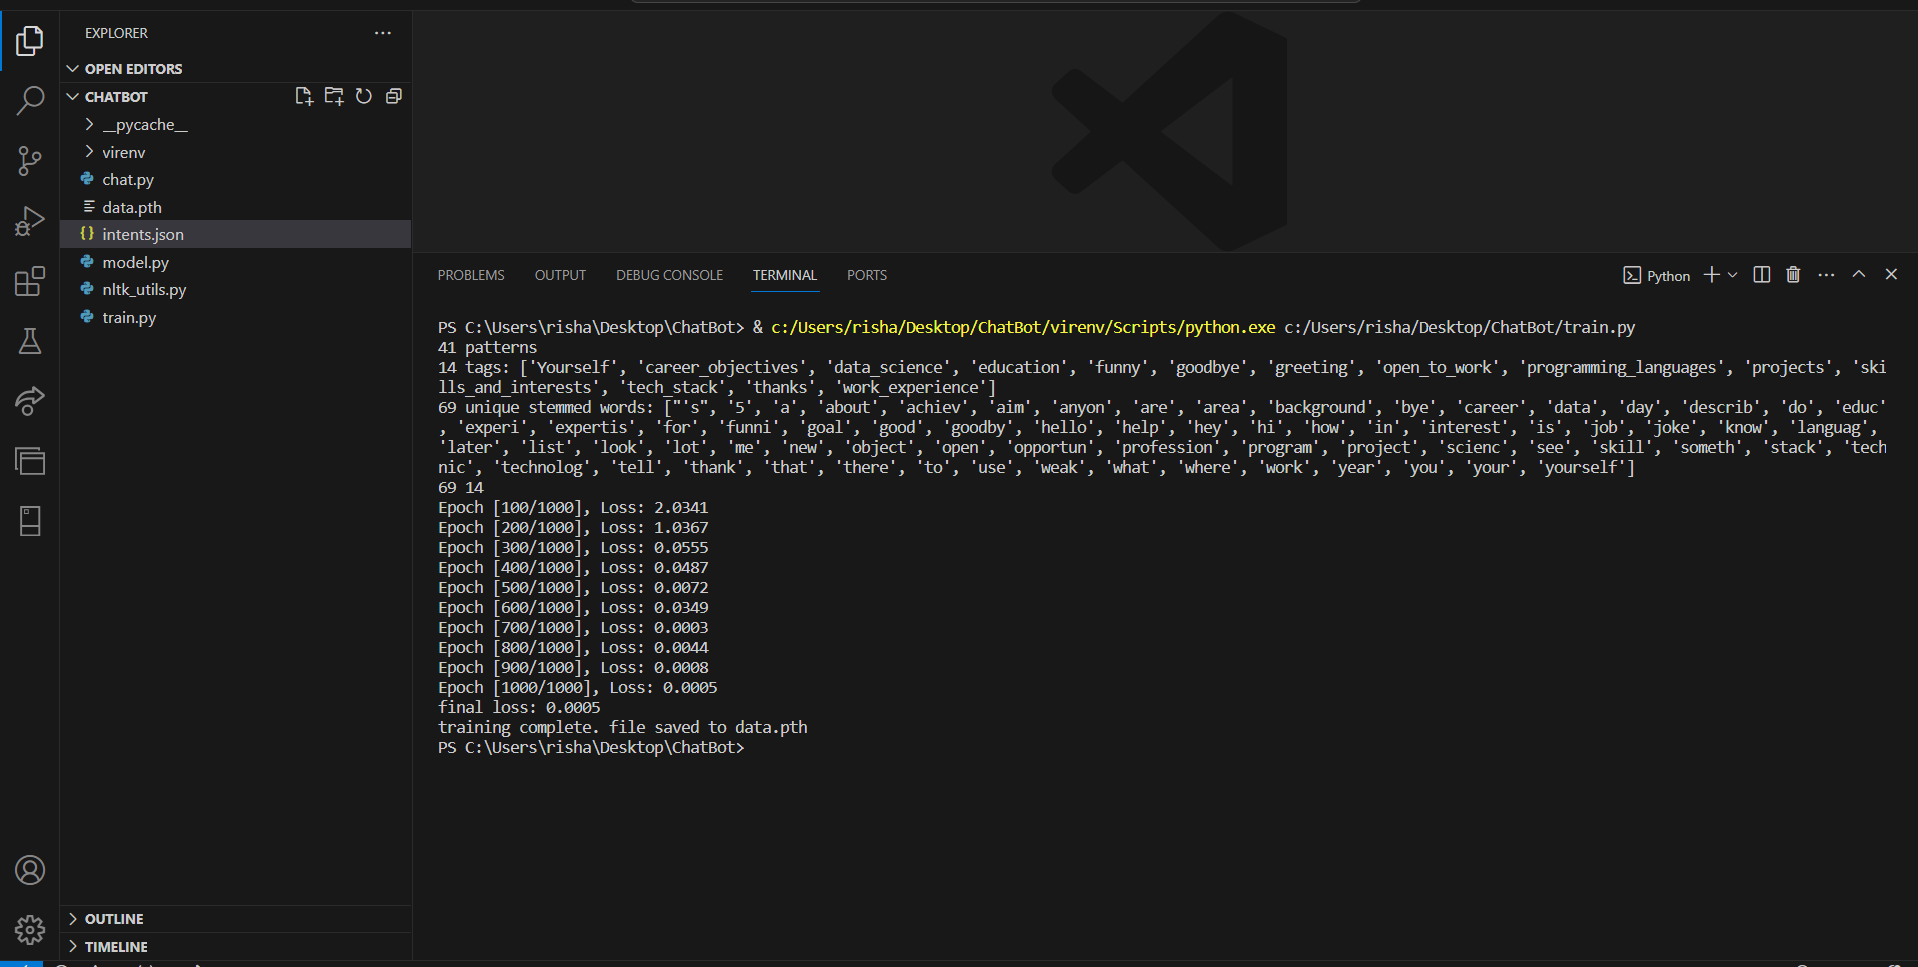 EXPLORER
OPEN EDITORS
CHATBOT
__pycache__
virenv
chat.py
data.pth
intents.json
model.py
nltk_utils.py
train.py
OUTLINE
TIMELINE
PROBLEMS OUTPUT DEBUG CONSOLE TERMINAL PORTS
Python
PS C:\Users\risha\Desktop\ChatBot> & c:/Users/risha/Desktop/ChatBot/virenv/Scripts/python.exe c:/Users/risha/Desktop/ChatBot/train.py
41 patterns
14 tags: ['Yourself', 'career_objectives', 'data_science', 'education', 'funny', 'goodbye', 'greeting', 'open_to_work', 'programming_languages', 'projects', 'ski
lls_and_interests', 'tech_stack', 'thanks', 'work_experience']
69 unique stemmed words: ["'s", '5', 'a', 'about', 'achiev', 'aim', 'anyon', 'are', 'area', 'background', 'bye', 'career', 'data', 'day', 'describ', 'do', 'educ'
, 'experi', 'expertis', 'for', 'funni', 'goal', 'good', 'goodby', 'hello', 'help', 'hey', 'hi', 'how', 'in', 'interest', 'is', 'job', 'joke', 'know', 'languag',
'later', 'list', 'look', 'lot', 'me', 'new', 'object', 'open', 'opportun', 'profession', 'program', 'project', 'scienc', 'see', 'skill', 'someth', 'stack', 'tech
nic', 'technolog', 'tell', 'thank', 'that', 'there', 'to', 'use', 'weak', 'what', 'where', 'work', 'year', 'you', 'your', 'yourself']
69 14
Epoch [100/1000], Loss: 2.0341
Epoch [200/1000], Loss: 1.0367
Epoch [300/1000], Loss: 0.0555
Epoch [400/1000], Loss: 0.0487
Epoch [500/1000], Loss: 0.0072
Epoch [600/1000], Loss: 0.0349
Epoch [700/1000], Loss: 0.0003
Epoch [800/1000], Loss: 0.0044
Epoch [900/1000], Loss: 0.0008
Epoch [1000/1000], Loss: 0.0005
final loss: 0.0005
training complete. file saved to data.pth
PS C:\Users\risha\Desktop\ChatBot>